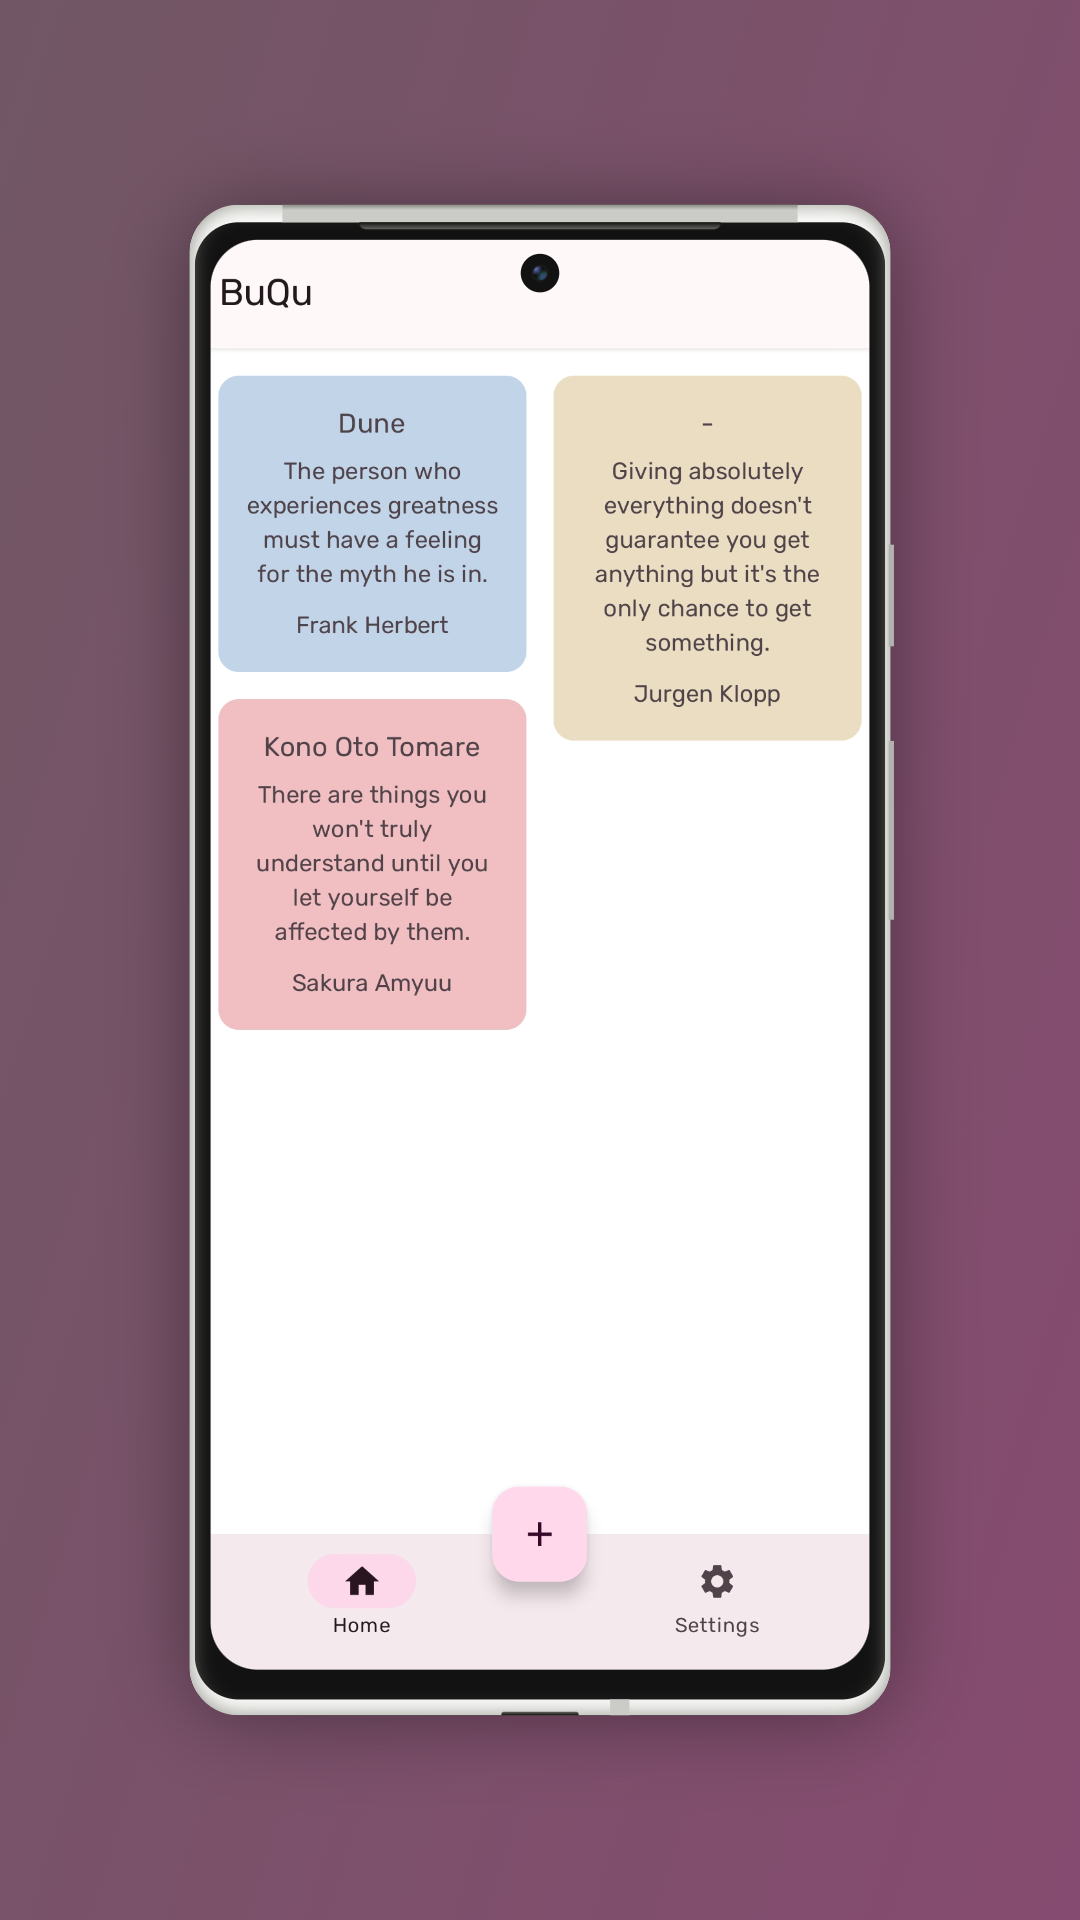 BuQu
Dune
The person who
experiences greatness
must have a feeling
for the myth he is in.
Frank Herbert
-
Giving absolutely
everything doesn't
guarantee you get
anything but it's the
only chance to get
something.
Jurgen Klopp
Kono Oto Tomare
There are things you
won't truly
understand until you
let yourself be
affected by them.
Sakura Amyuu
+
Home
Settings